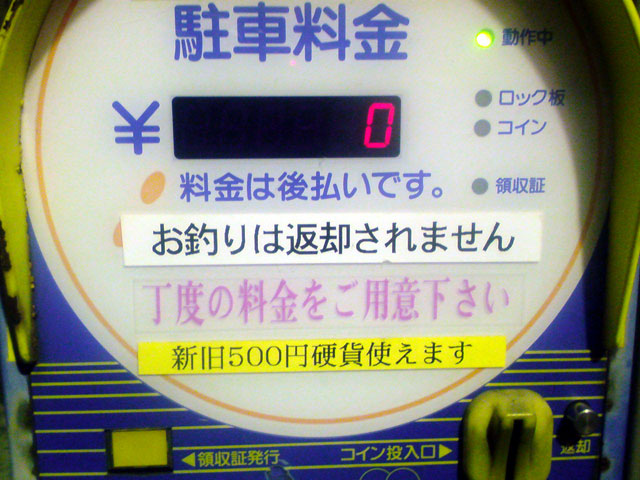 駐車料金
動作中
¥ 0
ロック板
コイン
料金は後払いです。
領収証
お釣りは返却されません
丁度の料金をご用意下さい
新旧500円硬貨使えます
◀領収証発行
コイン投入口▶
返却